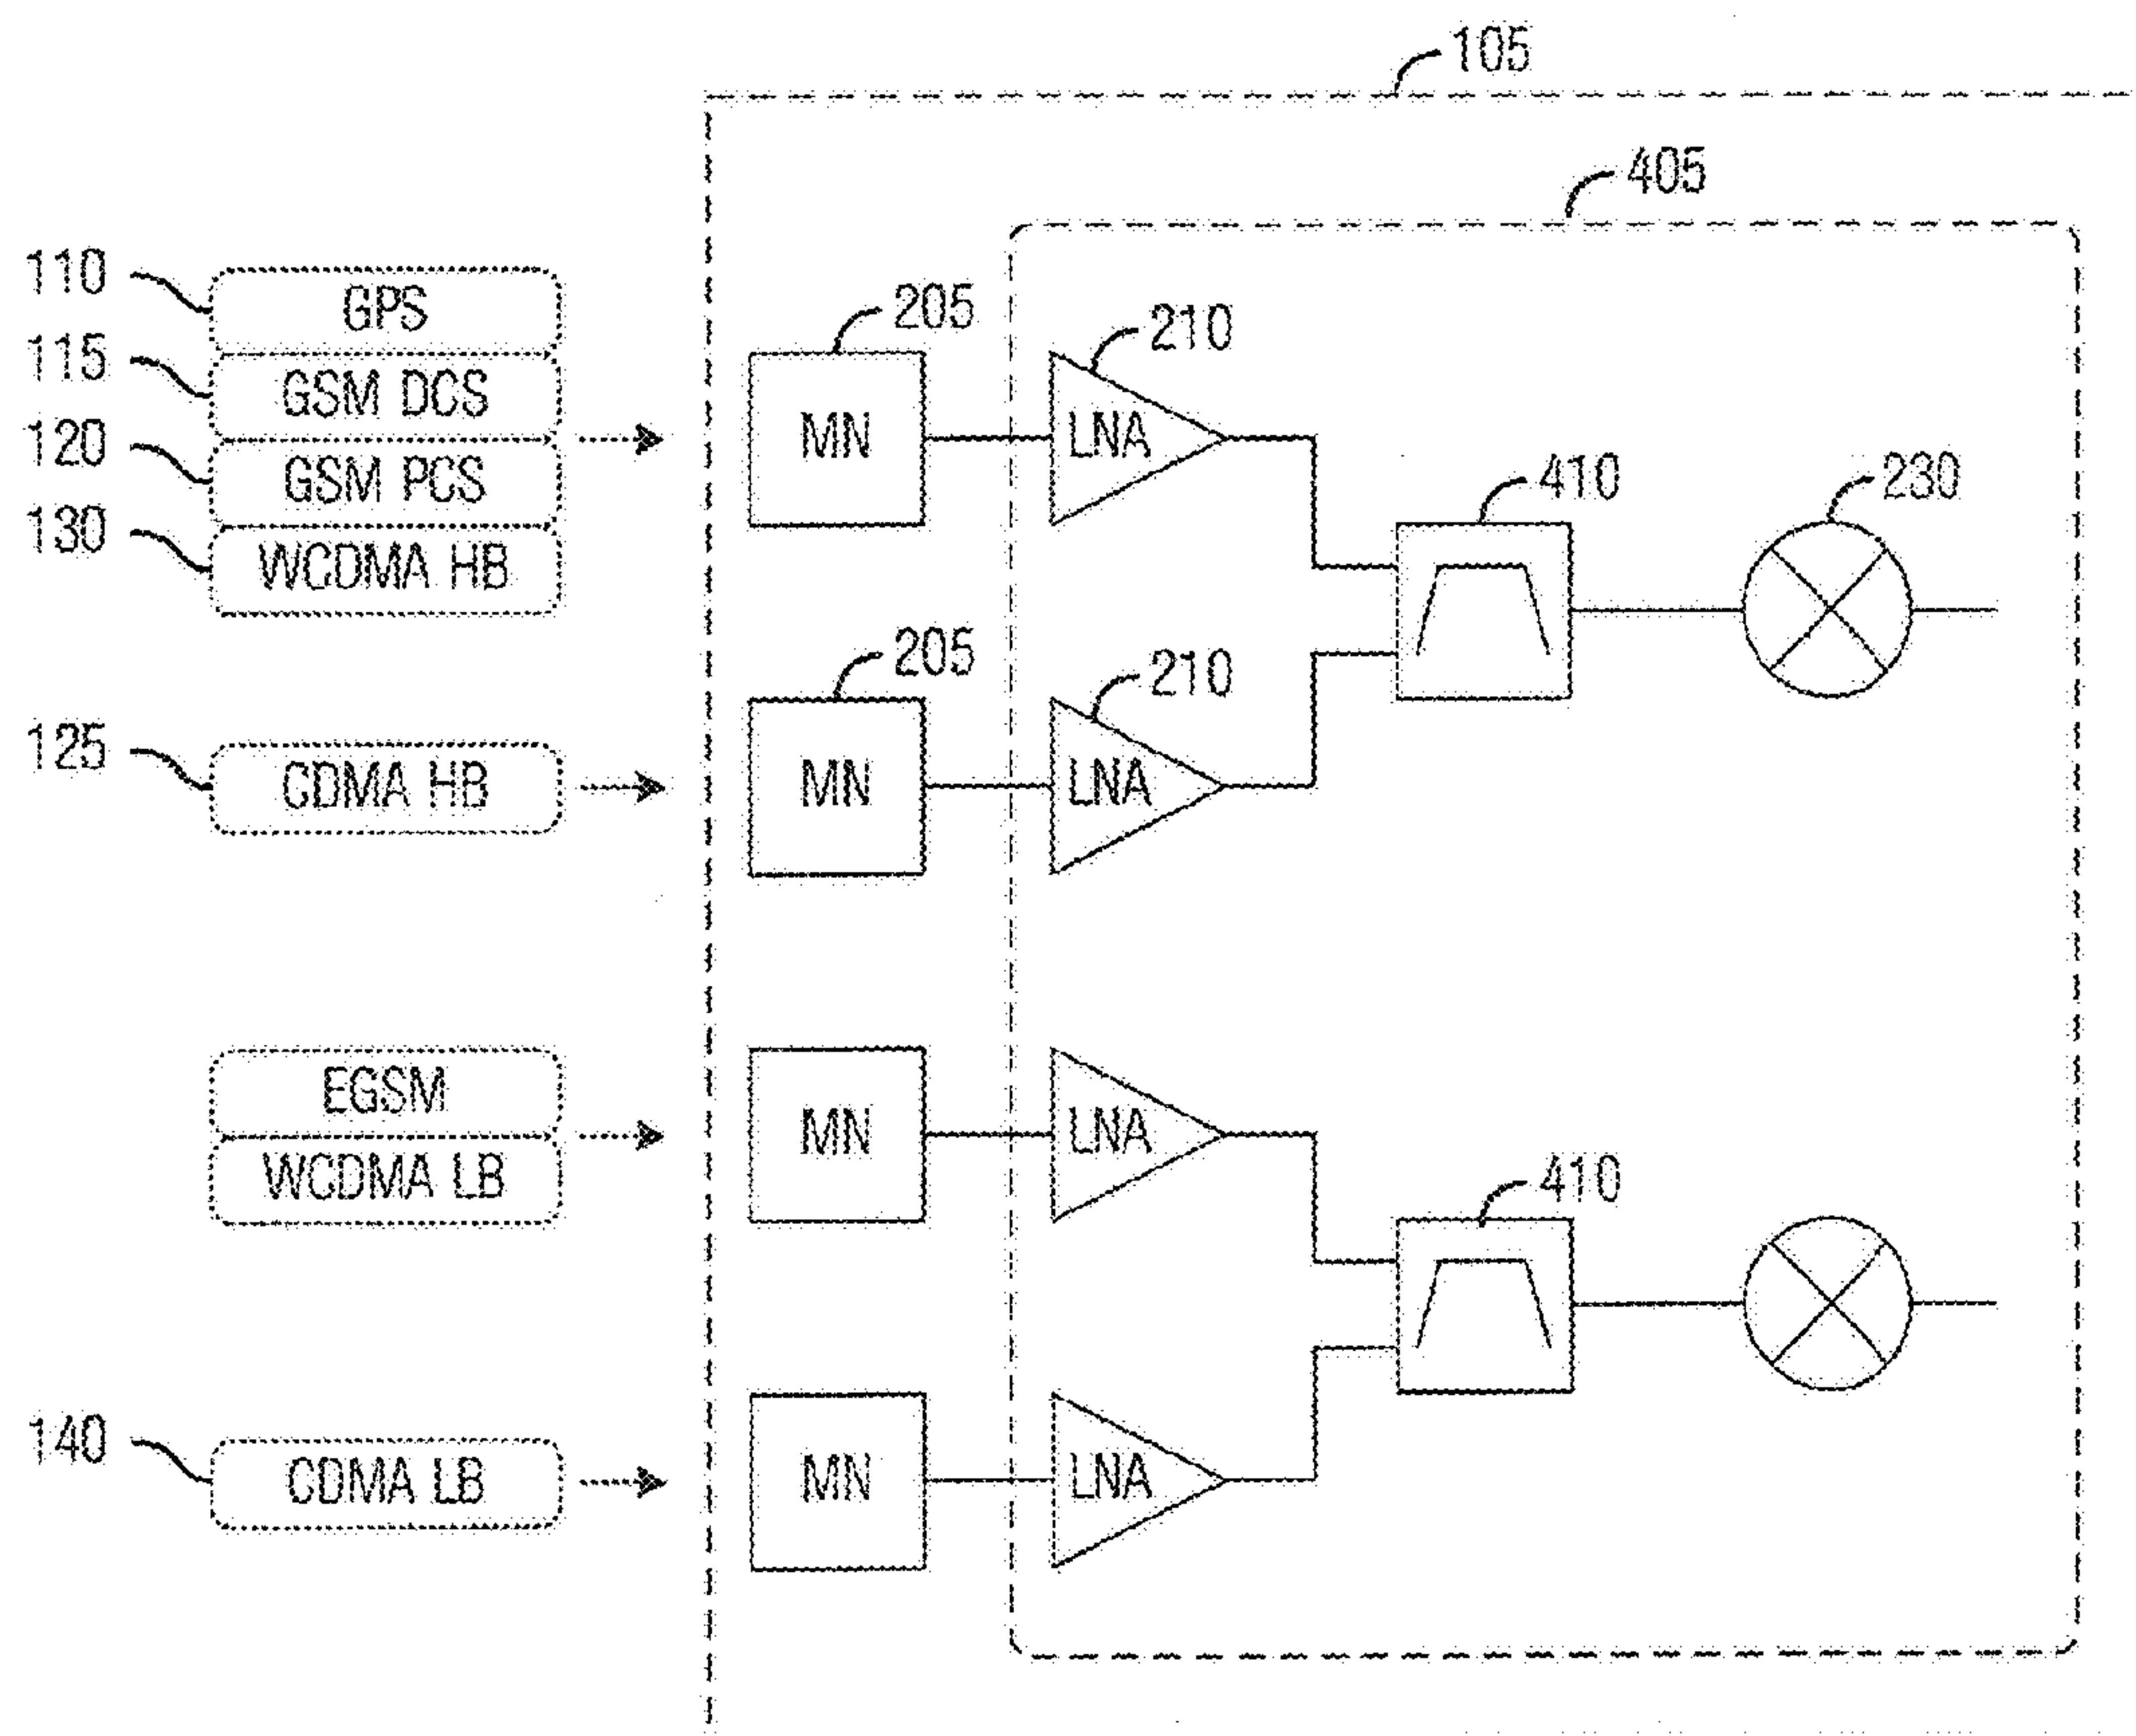 105
405
110
GPS
115
GSM DCS
120
GSM PCS
130
WCDMA HB
205
MN
210
LNA
410
230
125
CDMA HB
205
MN
210
LNA
EGSM
WCDMA LB
MN
LNA
410
140
CDMA LB
MN
LNA